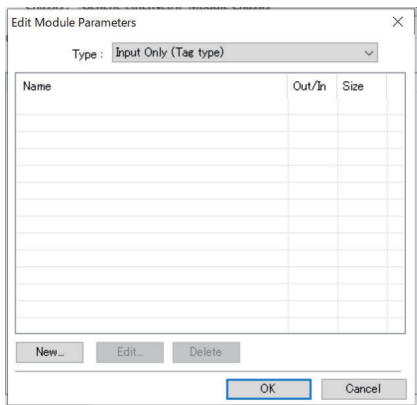 Edit Module Parameters
Type : Input Only (Tag type)
Name Out/In Size
New... Edit... Delete
OK Cancel